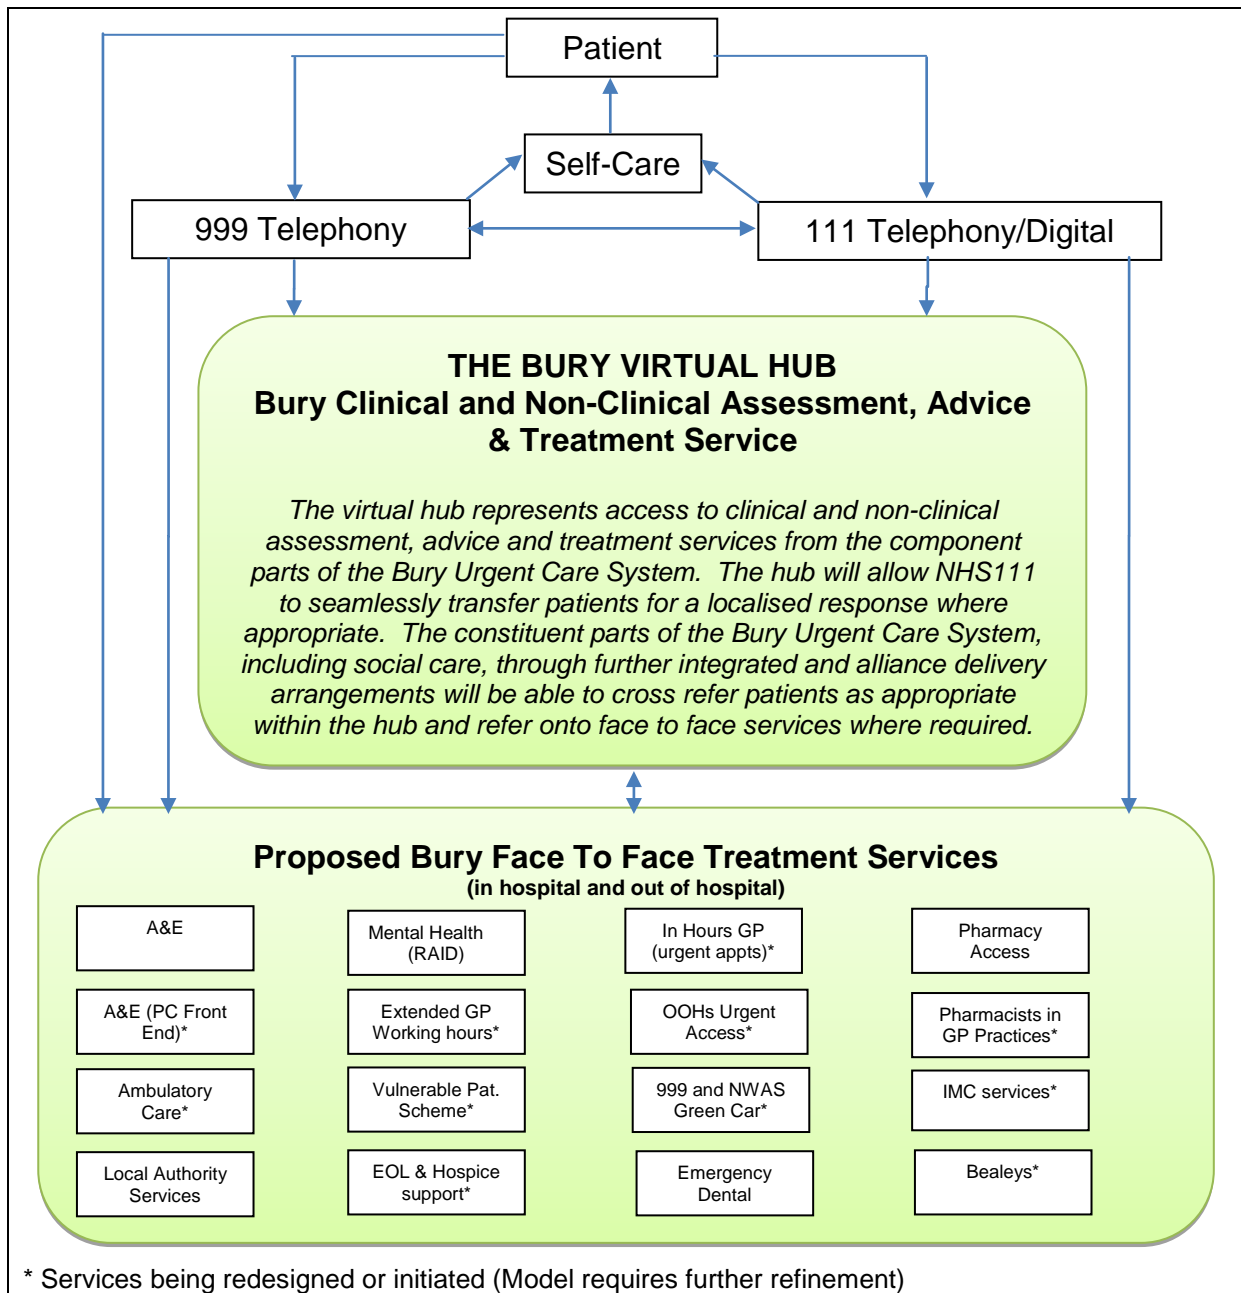 Patient
Self-Care
999 Telephony
111 Telephony/Digital
THE BURY VIRTUAL HUB
Bury Clinical and Non-Clinical Assessment, Advice
& Treatment Service
The virtual hub represents access to clinical and non-clinical
assessment, advice and treatment services from the component
parts of the Bury Urgent Care System.  The hub will allow NHS111
to seamlessly transfer patients for a localised response where
appropriate.  The constituent parts of the Bury Urgent Care System,
including social care, through further integrated and alliance delivery
arrangements will be able to cross refer patients as appropriate
within the hub and refer onto face to face services where required.
Proposed Bury Face To Face Treatment Services
(in hospital and out of hospital)
A&E
Mental Health
(RAID)
In Hours GP
(urgent appts)*
Pharmacy
Access
A&E (PC Front
End)*
Extended GP
Working hours*
OOHs Urgent
Access*
Pharmacists in
GP Practices*
Ambulatory
Care*
Vulnerable Pat.
Scheme*
999 and NWAS
Green Car*
IMC services*
Local Authority
Services
EOL & Hospice
support*
Emergency
Dental
Bealeys*
* Services being redesigned or initiated (Model requires further refinement)